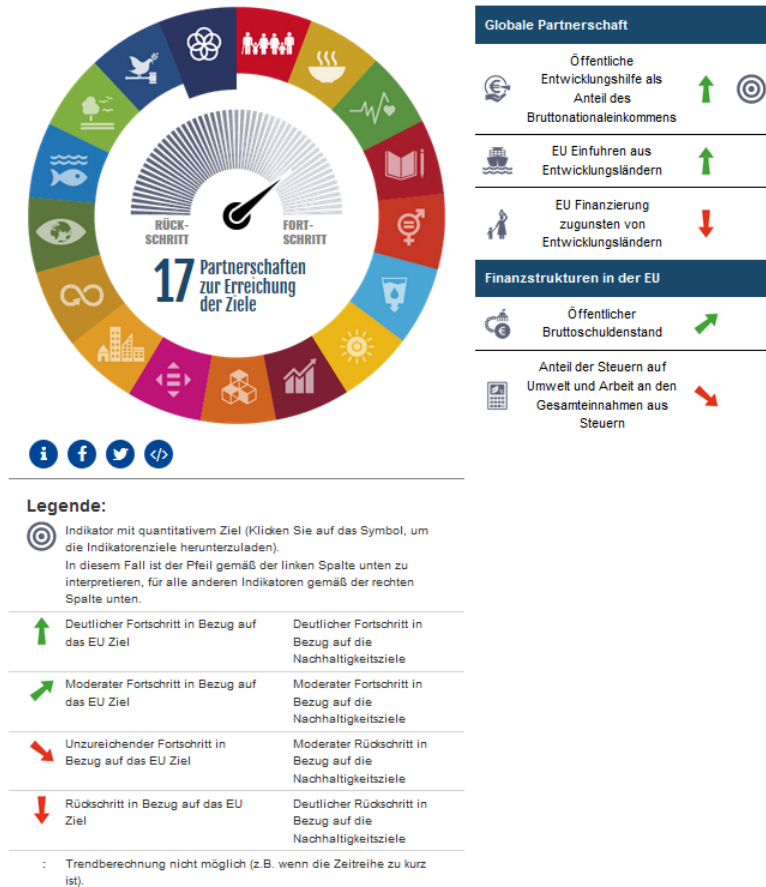 RÜCK-
SCHRITT
FORT-
SCHRITT
17 Partnerschaften
zur Erreichung
der Ziele
Globale Partnerschaft
Öffentliche
Entwicklungshilfe als
Anteil des
Bruttonationaleinkommens
EU Einfuhren aus
Entwicklungsländern
EU Finanzierung
zugunsten von
Entwicklungsländern
Finanzstrukturen in der EU
Öffentlicher
Bruttoschuldenstand
Anteil der Steuern auf
Umwelt und Arbeit an den
Gesamteinnahmen aus
Steuern
Legende:
Indikator mit quantitativem Ziel (Klicken Sie auf das Symbol, um
die Indikatorenziele herunterzuladen).
In diesem Fall ist der Pfeil gemäß der linken Spalte unten zu
interpretieren, für alle anderen Indikatoren gemäß der rechten
Spalte unten.
Deutlicher Fortschritt in Bezug auf
das EU Ziel
Deutlicher Fortschritt in
Bezug auf die
Nachhaltigkeitsziele
Moderater Fortschritt in Bezug auf
das EU Ziel
Moderater Fortschritt in
Bezug auf die
Nachhaltigkeitsziele
Unzureichender Fortschritt in
Bezug auf das EU Ziel
Moderater Rückschritt in
Bezug auf die
Nachhaltigkeitsziele
Rückschritt in Bezug auf das EU
Ziel
Deutlicher Rückschritt in
Bezug auf die
Nachhaltigkeitsziele
: Trendberechnung nicht möglich (z.B. wenn die Zeitreihe zu kurz
ist).